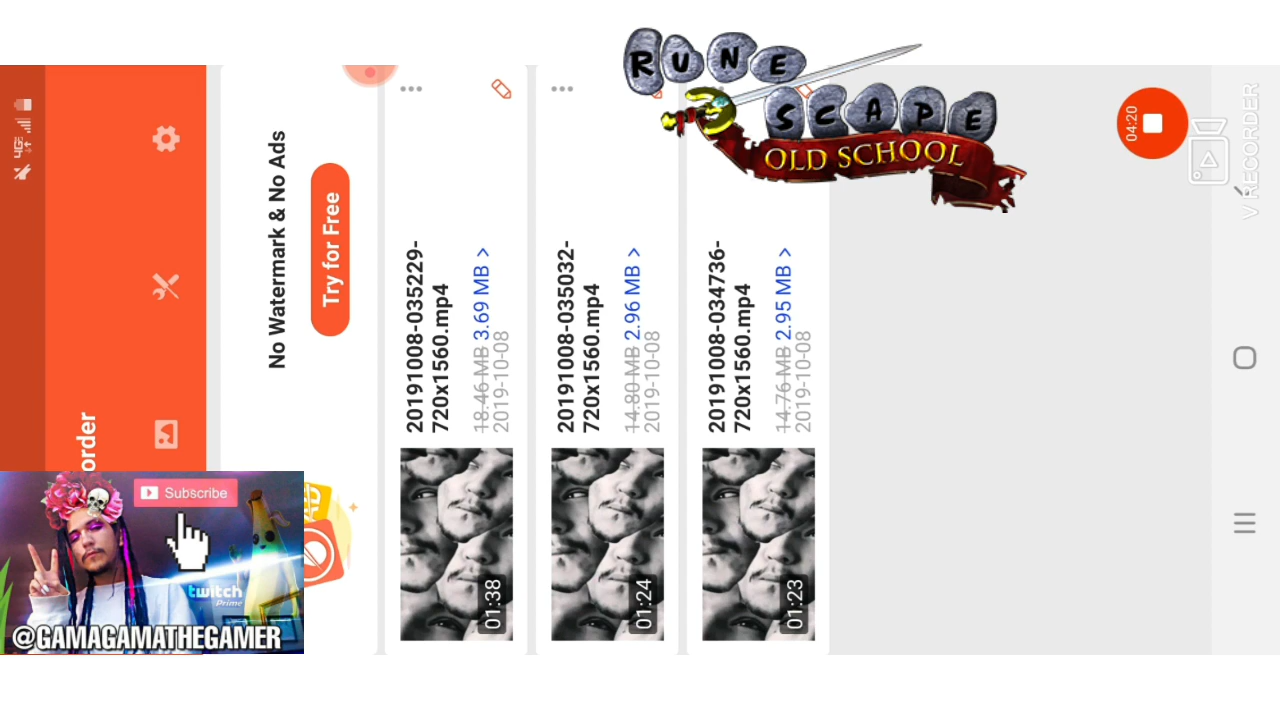 RUNE
SCAPE
OLD SCHOOL
4G
order
No Watermark & No Ads
Try for Free
AD
20191008-035229-
720x1560.mp4
18.46 MB 3.69 MB >
2019-10-08
01:38
20191008-035032-
720x1560.mp4
14.80 MB 2.96 MB >
2019-10-08
01:24
20191008-034736-
720x1560.mp4
14.76 MB 2.95 MB >
2019-10-08
01:23
04:20
V RECORDER
Subscribe
twitch
Prime
@GAMAGAMATHEGAMER